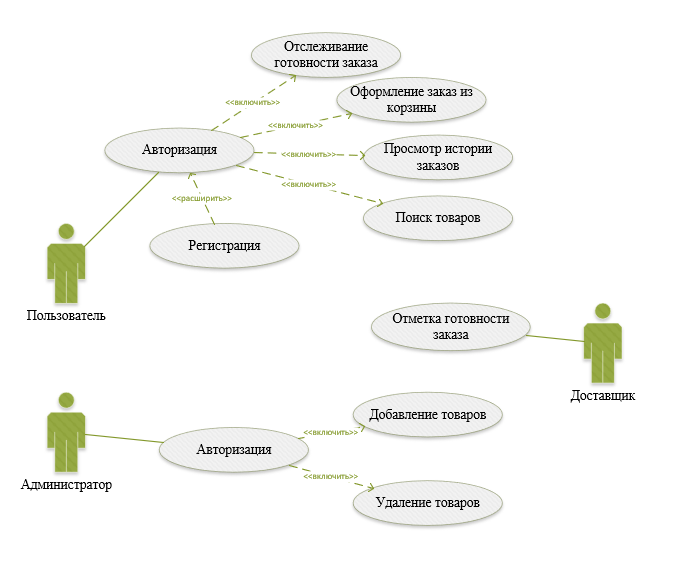 Отслеживание
готовности заказа
<<включить>>
Оформление заказ из
корзины
<<включить>>
Авторизация
<<включить>>
Просмотр истории
заказов
<<включить>>
<<расширить>>
Поиск товаров
Регистрация
Пользователь
Отметка готовности
заказа
Доставщик
Добавление товаров
<<включить>>
Авторизация
<<включить>>
Администратор
Удаление товаров